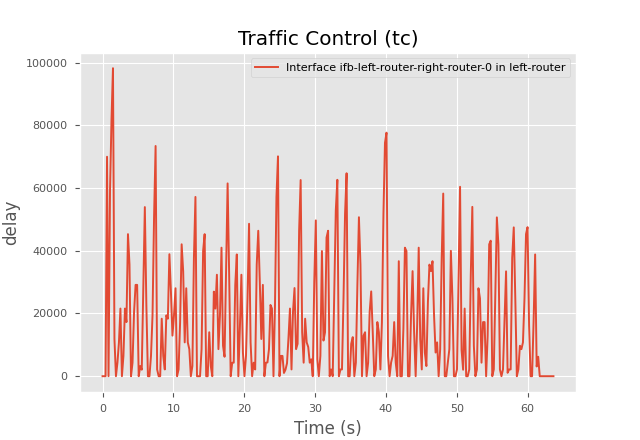 Traffic Control (tc)
Interface ifb-left-router-right-router-0 in left-router
100000
80000
60000
40000
20000
0
delay
0 10 20 30 40 50 60
Time (s)